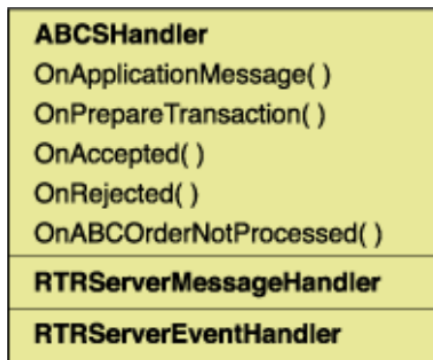 ABCSHandler
OnApplicationMessage( )
OnPrepareTransaction( )
OnAccepted( )
OnRejected( )
OnABCOrderNotProcessed( )
RTRServerMessageHandler
RTRServerEventHandler